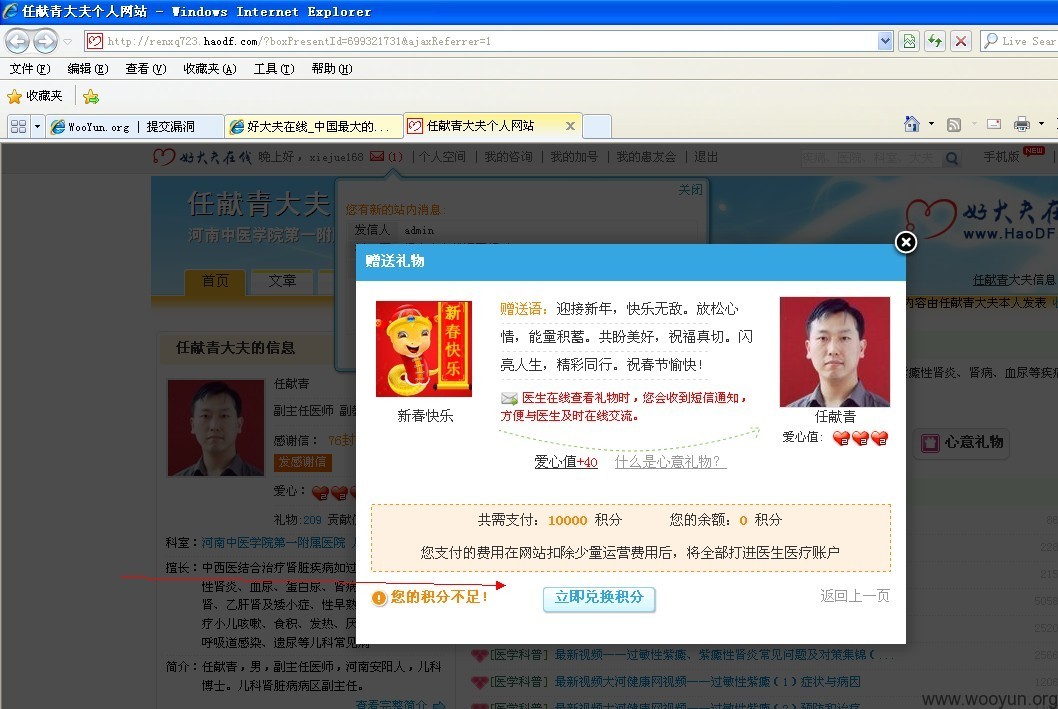 任献青大夫个人网站 - Windows Internet Explorer
http://renxq723.haodf.com/?boxPresentId=699321731&ajaxReferrer=1
Live Sear
文件(F) 编辑(E) 查看(V) 收藏夹(A) 工具(T) 帮助(H)
收藏夹
WooYun.org | 提交漏洞 好大夫在线_中国最大的... 任献青大夫个人网站
好大夫在线 晚上好，xiejue168 (1) | 个人空间 | 我的咨询 | 我的加号 | 我的患友会 | 退出
手机版 NEW
关闭
任献青大夫
您有新的站内消息:
河南中医学院第一附
发信人 admin
好大夫在
www.HaoDF
首页 文章
任献青大夫信息
内容由任献青大夫本人发表
赠送礼物
新春快乐
赠送语：迎接新年，快乐无敌。放松心
情，能量积蓄。共盼美好，祝福真切。闪
亮人生，精彩同行。祝春节愉快！
医生在线查看礼物时，您会收到短信通知，
方便与医生及时在线交流。
新春快乐
任献青
爱心值：
爱心值+40 什么是心意礼物？
共需支付：10000 积分 您的余额：0 积分
您支付的费用在网站扣除少量运营费用后，将全部打进医生医疗账户
您的积分不足！
立即兑换积分
返回上一页
任献青大夫的信息
任献青
副主任医师
感谢信： 76封
发感谢信
爱心：
礼物:209 贡献
科室：河南中医学院第一附属医院
擅长：中西医结合治疗肾脏疾病如过
性肾炎、血尿、蛋白尿、肾病
肾、乙肝肾及矮小症、性早熟
疗小儿咳嗽、食积、发热、厌
呼吸道感染、遗尿等儿科常见病
简介：任献青，男，副主任医师，河南安阳人，儿科
博士。儿科肾脏病病区副主任。
查看完整简介
癜性肾炎、肾病、血尿等疾
心意礼物
[医学科普] 最新视频——过敏性紫癜、紫癜性肾炎常见问题及对策集锦（...
[医学科普] 最新视频大河健康网视频——过敏性紫癜（1）症状与病因
[医学科普] 最新视频大河健康网视频——过敏性紫癜（2）预防和治疗
www.wooyun.org